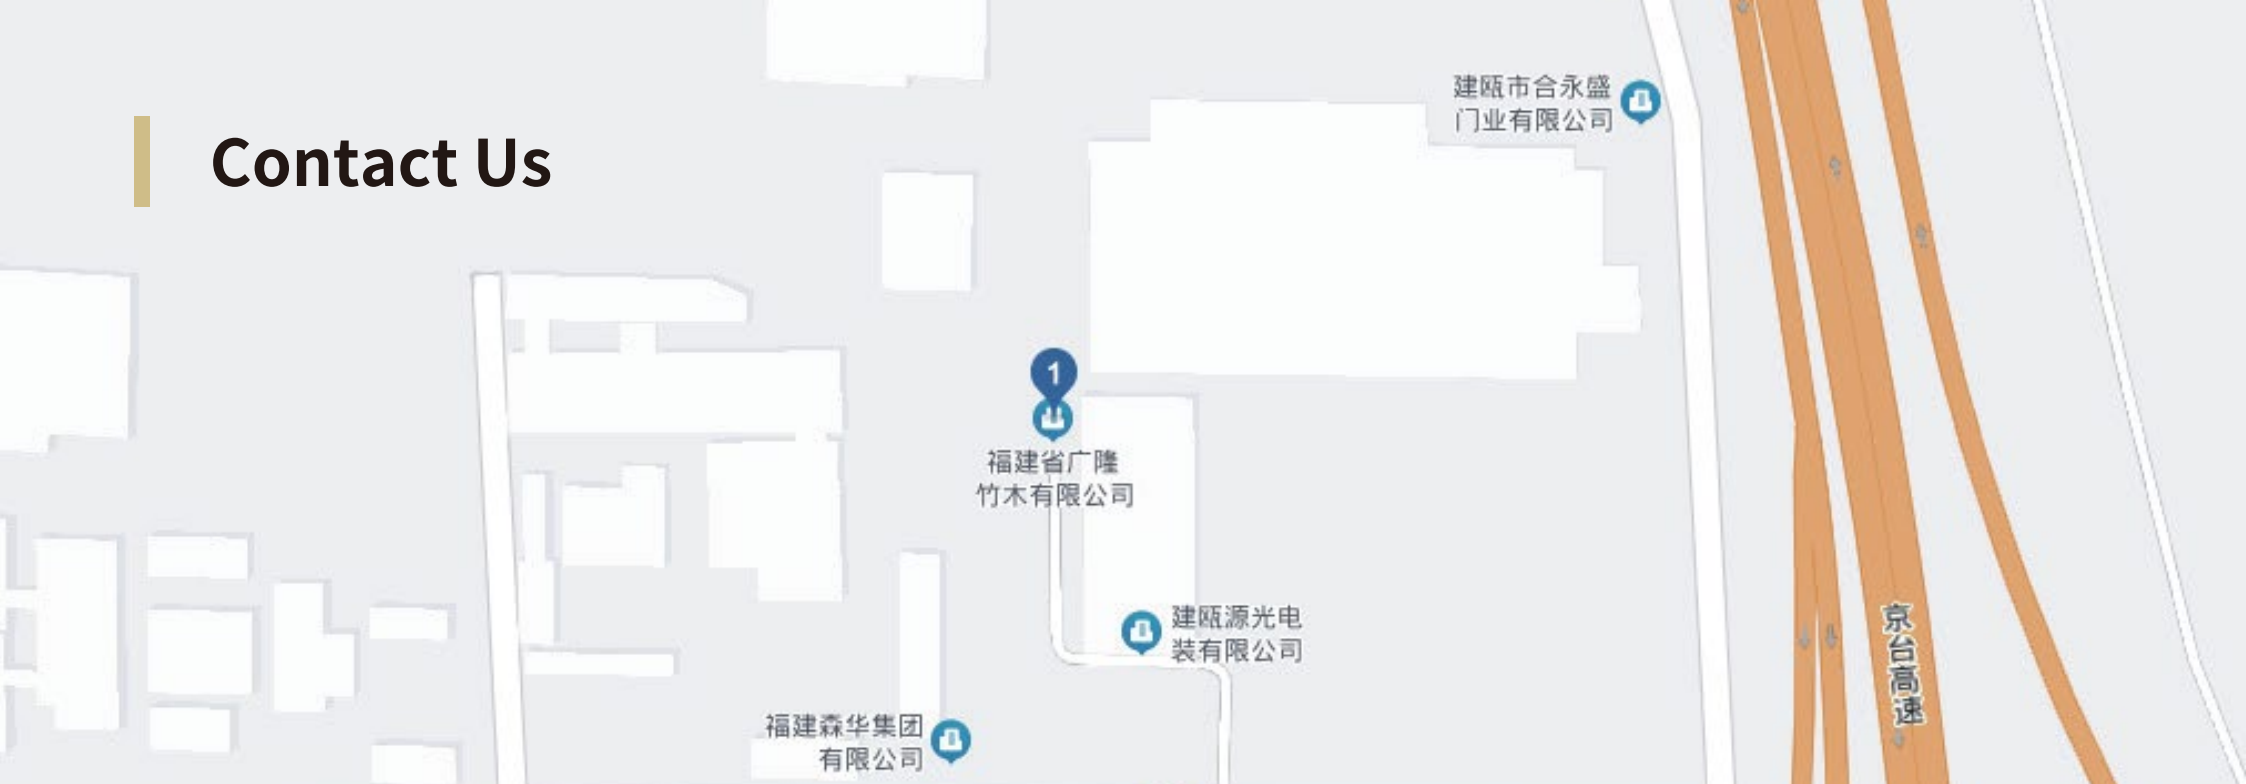 建瓯市合永盛
门业有限公司
Contact Us
1
福建省广隆
竹木有限公司
建瓯源光电
装有限公司
京台高速
福建森华集团
有限公司